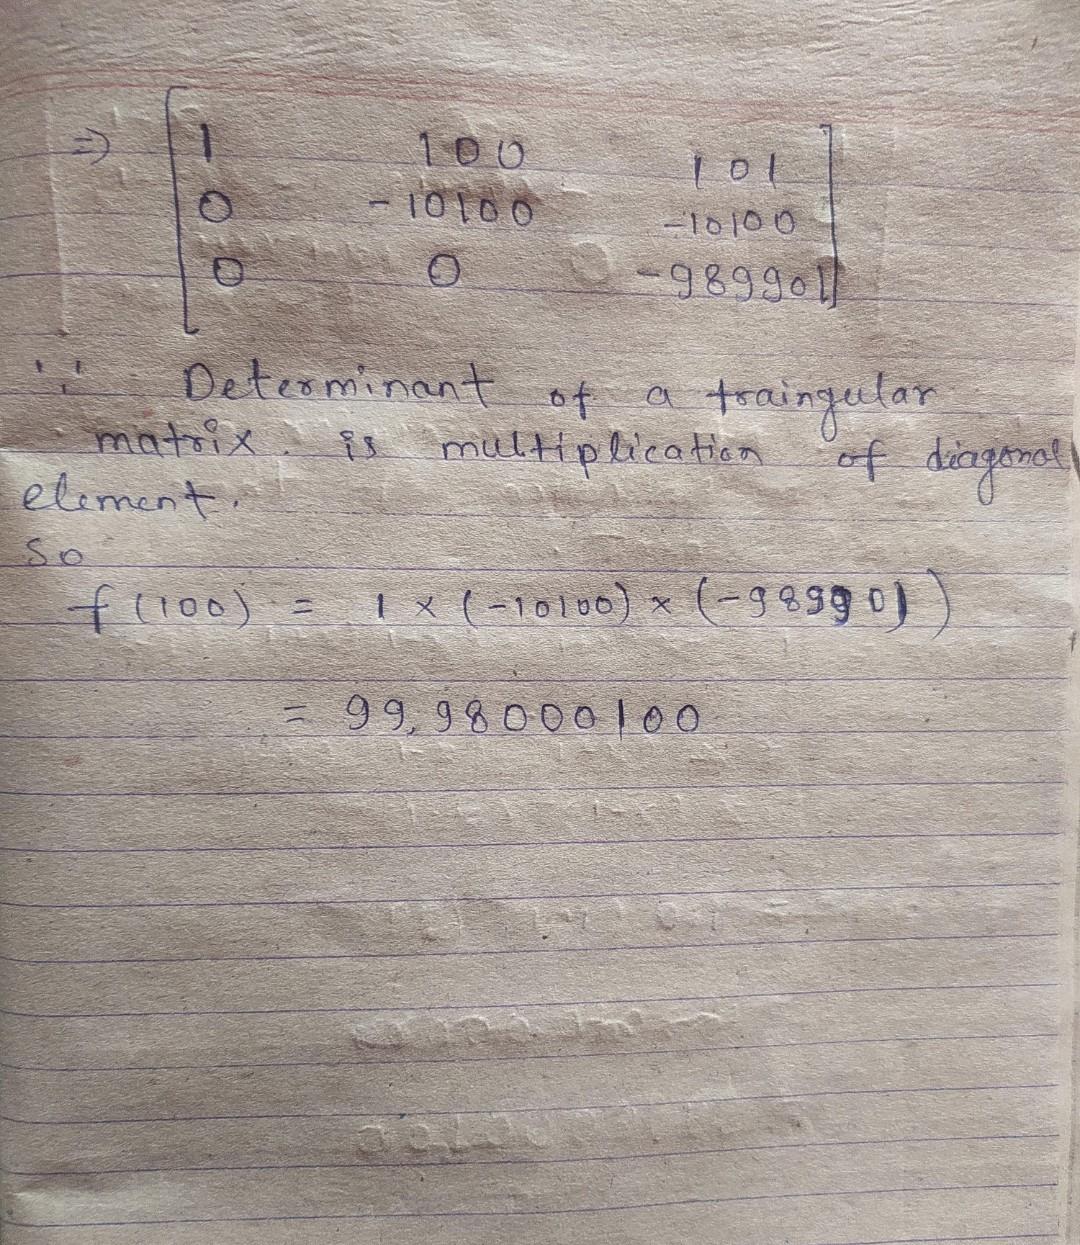 ⇒ [ 1 100 101 ]
0 -10100 -10100
0 0 -989901
∵ Determinant of a traingular
matrix. is multiplication of diagonal
element.
So
f(100) = 1 × (-10100) × (-989901)
= 99,98000100